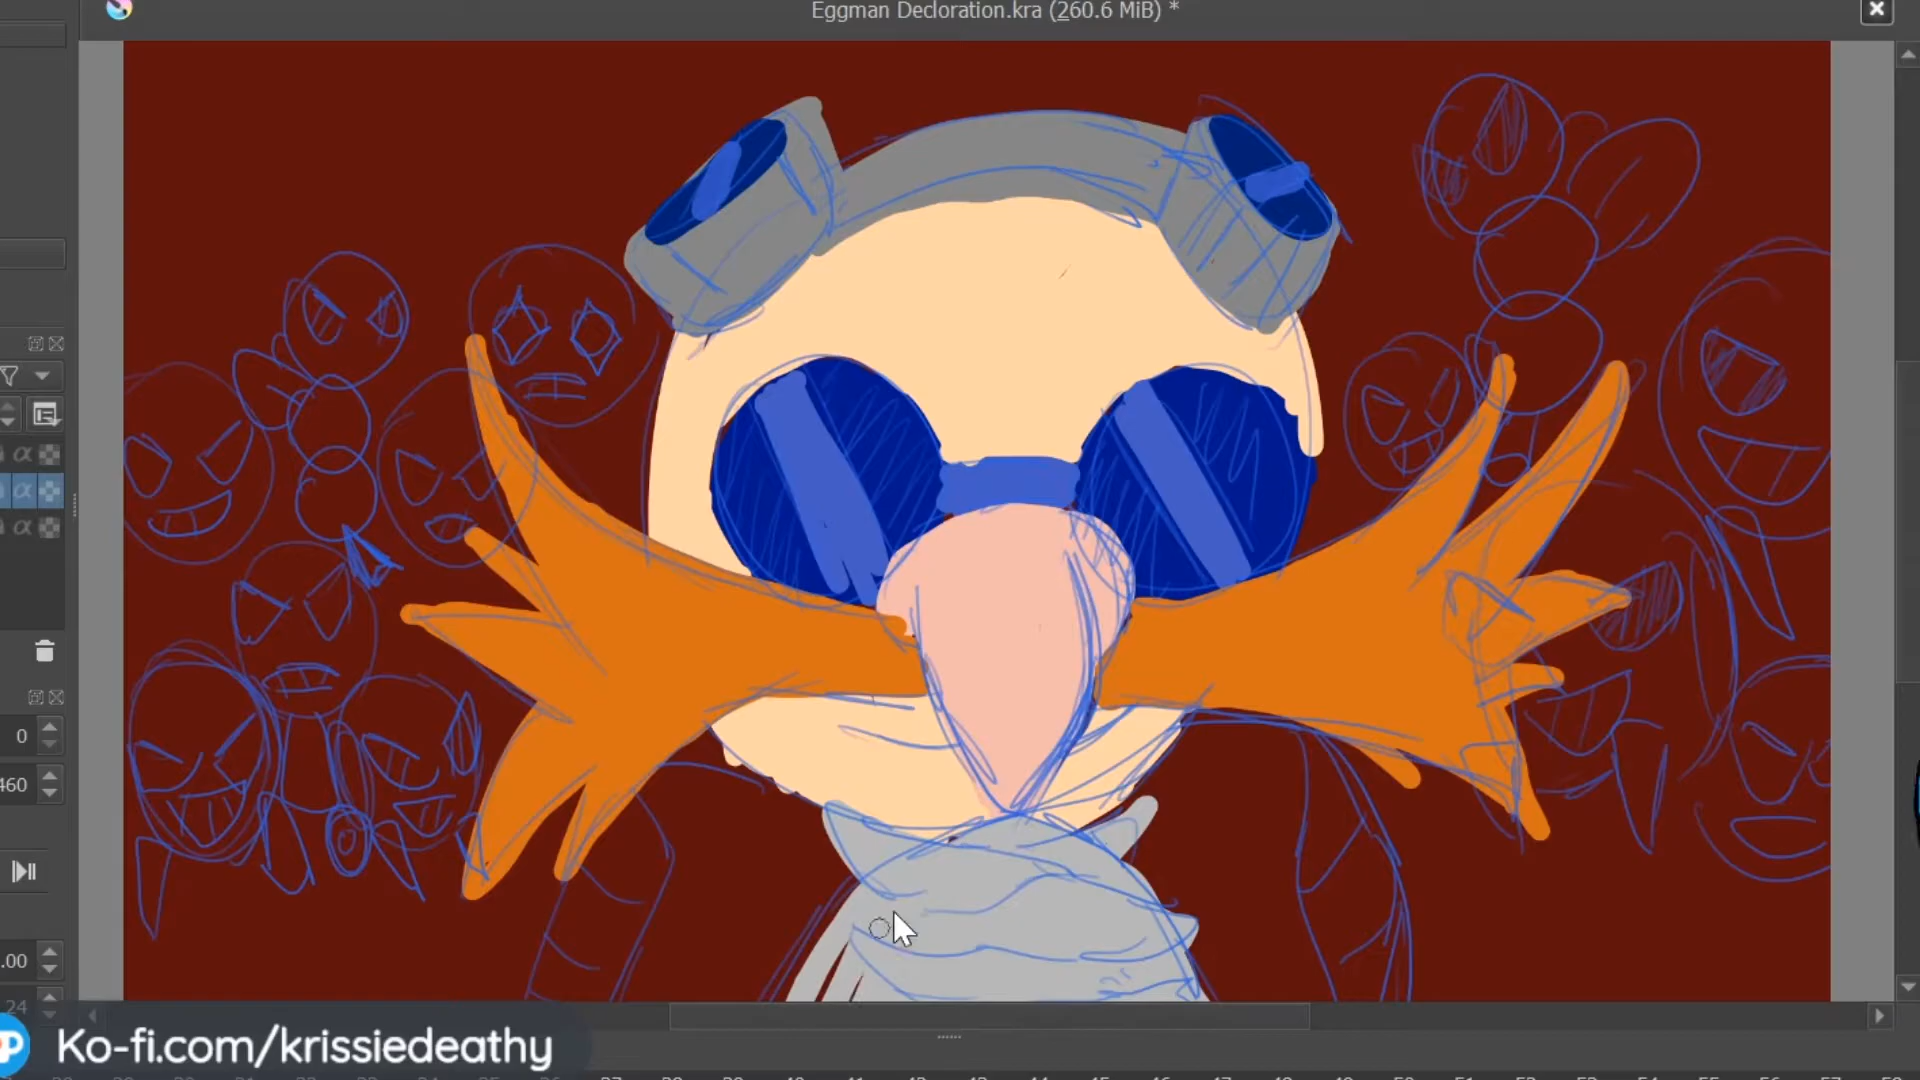 Eggman Decloration.kra (260.6 MiB) *
0
460
.00
24
Ko-fi.com/krissiedeathy